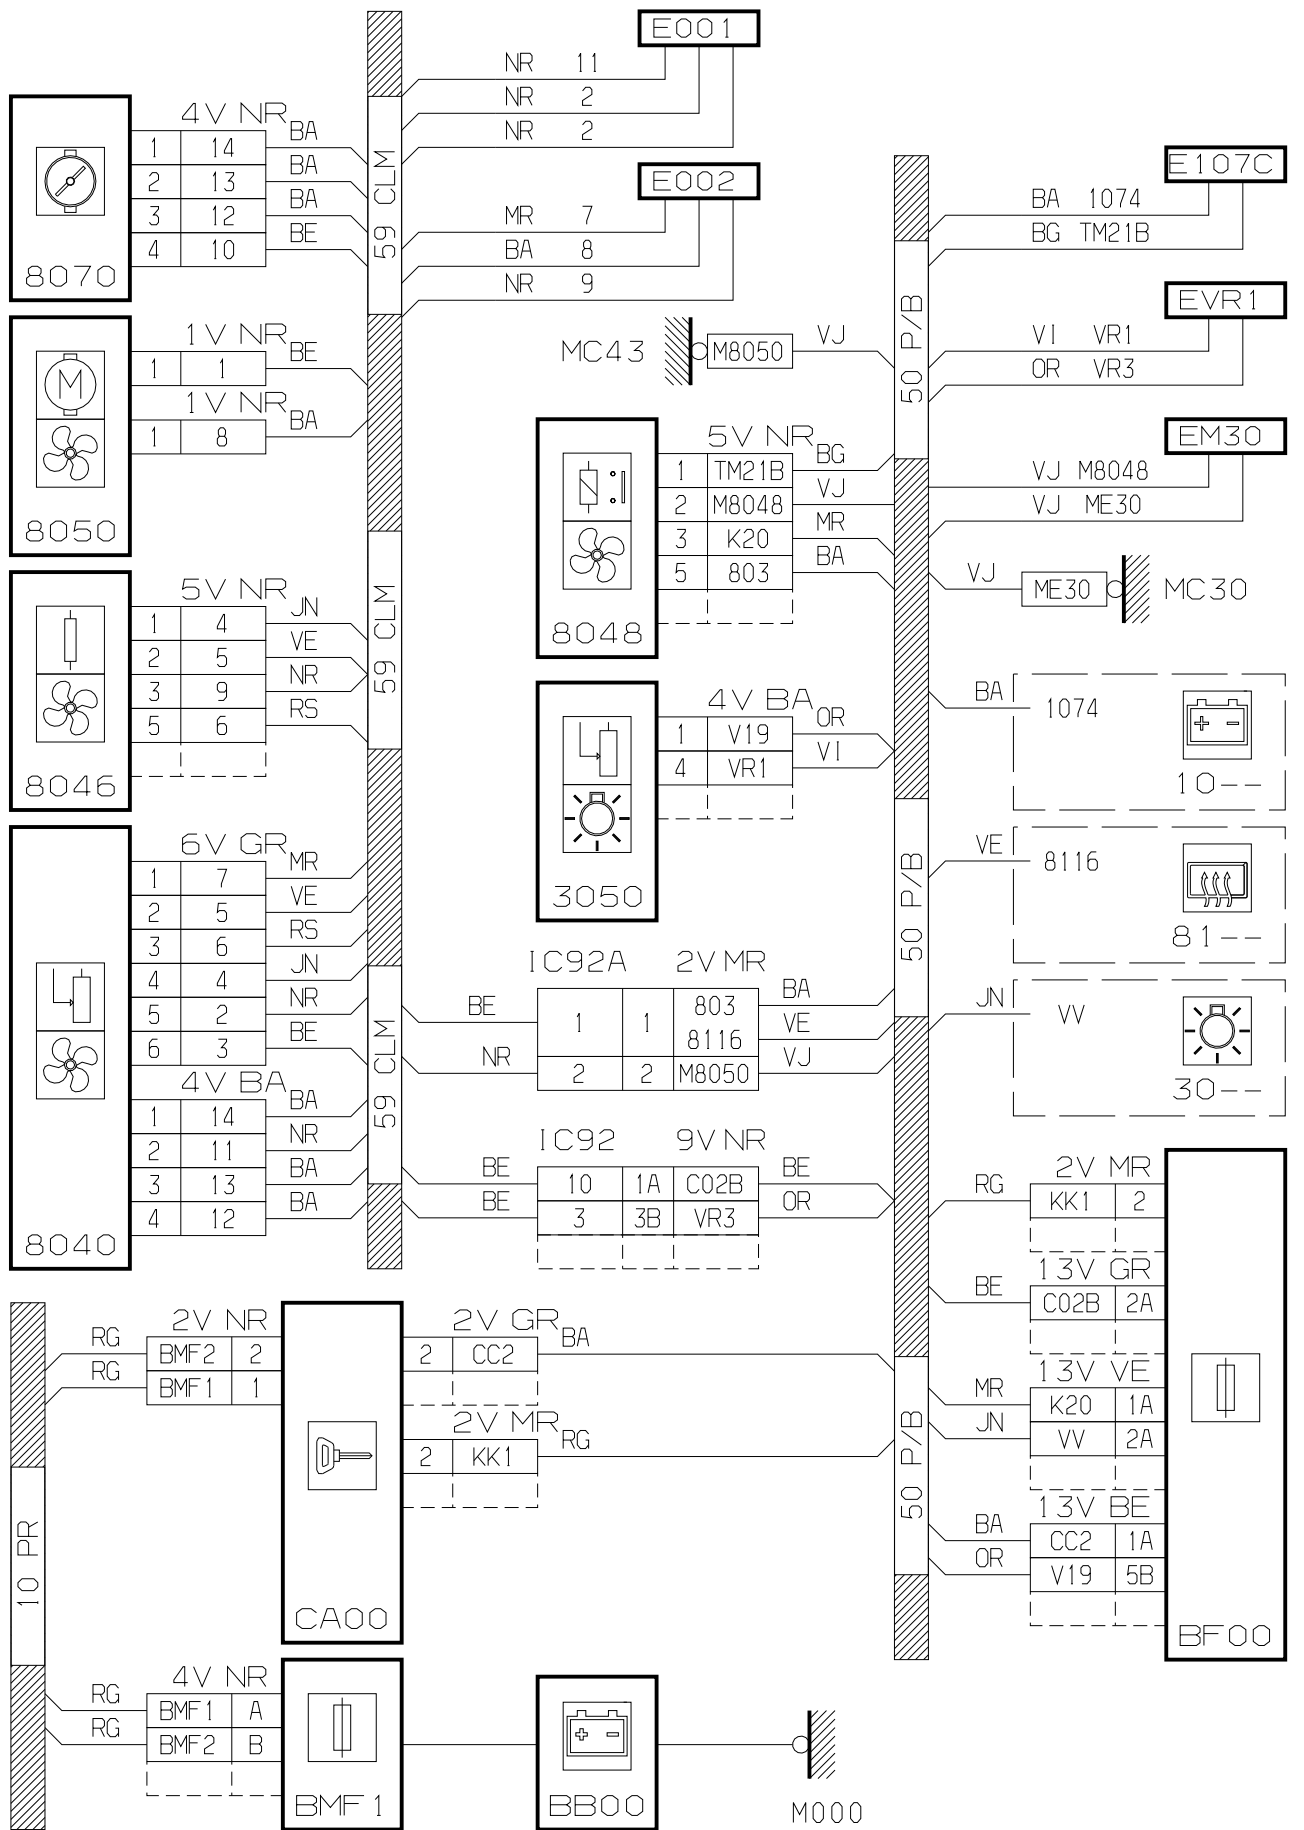 E001
NR 11
NR 2
NR 2
E002
MR 7
BA 8
NR 9
4V NR
1 14 BA
2 13 BA
3 12 BA
4 10 BE
8070
59 CLM
1V NR
1 1 BE
1V NR
1 8 BA
M
8050
5V NR
1 4 JN
2 5 VE
3 9 NR
5 6 RS
8046
59 CLM
6V GR
1 7 MR
2 5 VE
3 6 RS
4 4 JN
5 2 NR
6 3 BE
4V BA
1 14 BA
2 11 NR
3 13 BA
4 12 BA
8040
59 CLM
MC43
M8050
VJ
5V NR
1 TM21B BG
2 M8048 VJ
3 K20 MR
5 803 BA
8048
4V BA
1 V19 OR
4 VR1 VI
3050
IC92A 2V MR
BE 1 1 803 BA
8116 VE
NR 2 2 M8050 VJ
IC92 9V NR
BE 10 1A C02B BE
BE 3 3B VR3 OR
50 P/B
50 P/B
50 P/B
E107C
BA 1074
BG TM21B
EVR1
VI VR1
OR VR3
EM30
VJ M8048
VJ ME30
VJ ME30 MC30
BA 1074
+ -
10--
VE 8116
81--
JN VV
30--
2V MR
RG KK1 2
13V GR
BE C02B 2A
13V VE
MR K20 1A
JN VV 2A
13V BE
BA CC2 1A
OR V19 5B
BF00
10 PR
2V NR
RG BMF2 2
RG BMF1 1
2V GR
2 CC2 BA
2V MR
2 KK1 RG
CA00
4V NR
RG BMF1 A
RG BMF2 B
BMF1
+ -
BB00
M000